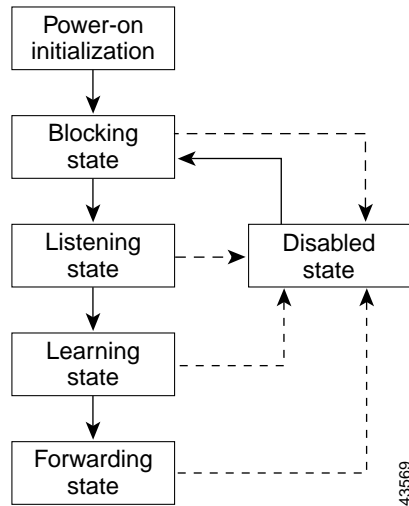 Power-on
initialization
Blocking
state
Listening
state
Disabled
state
Learning
state
Forwarding
state
43569